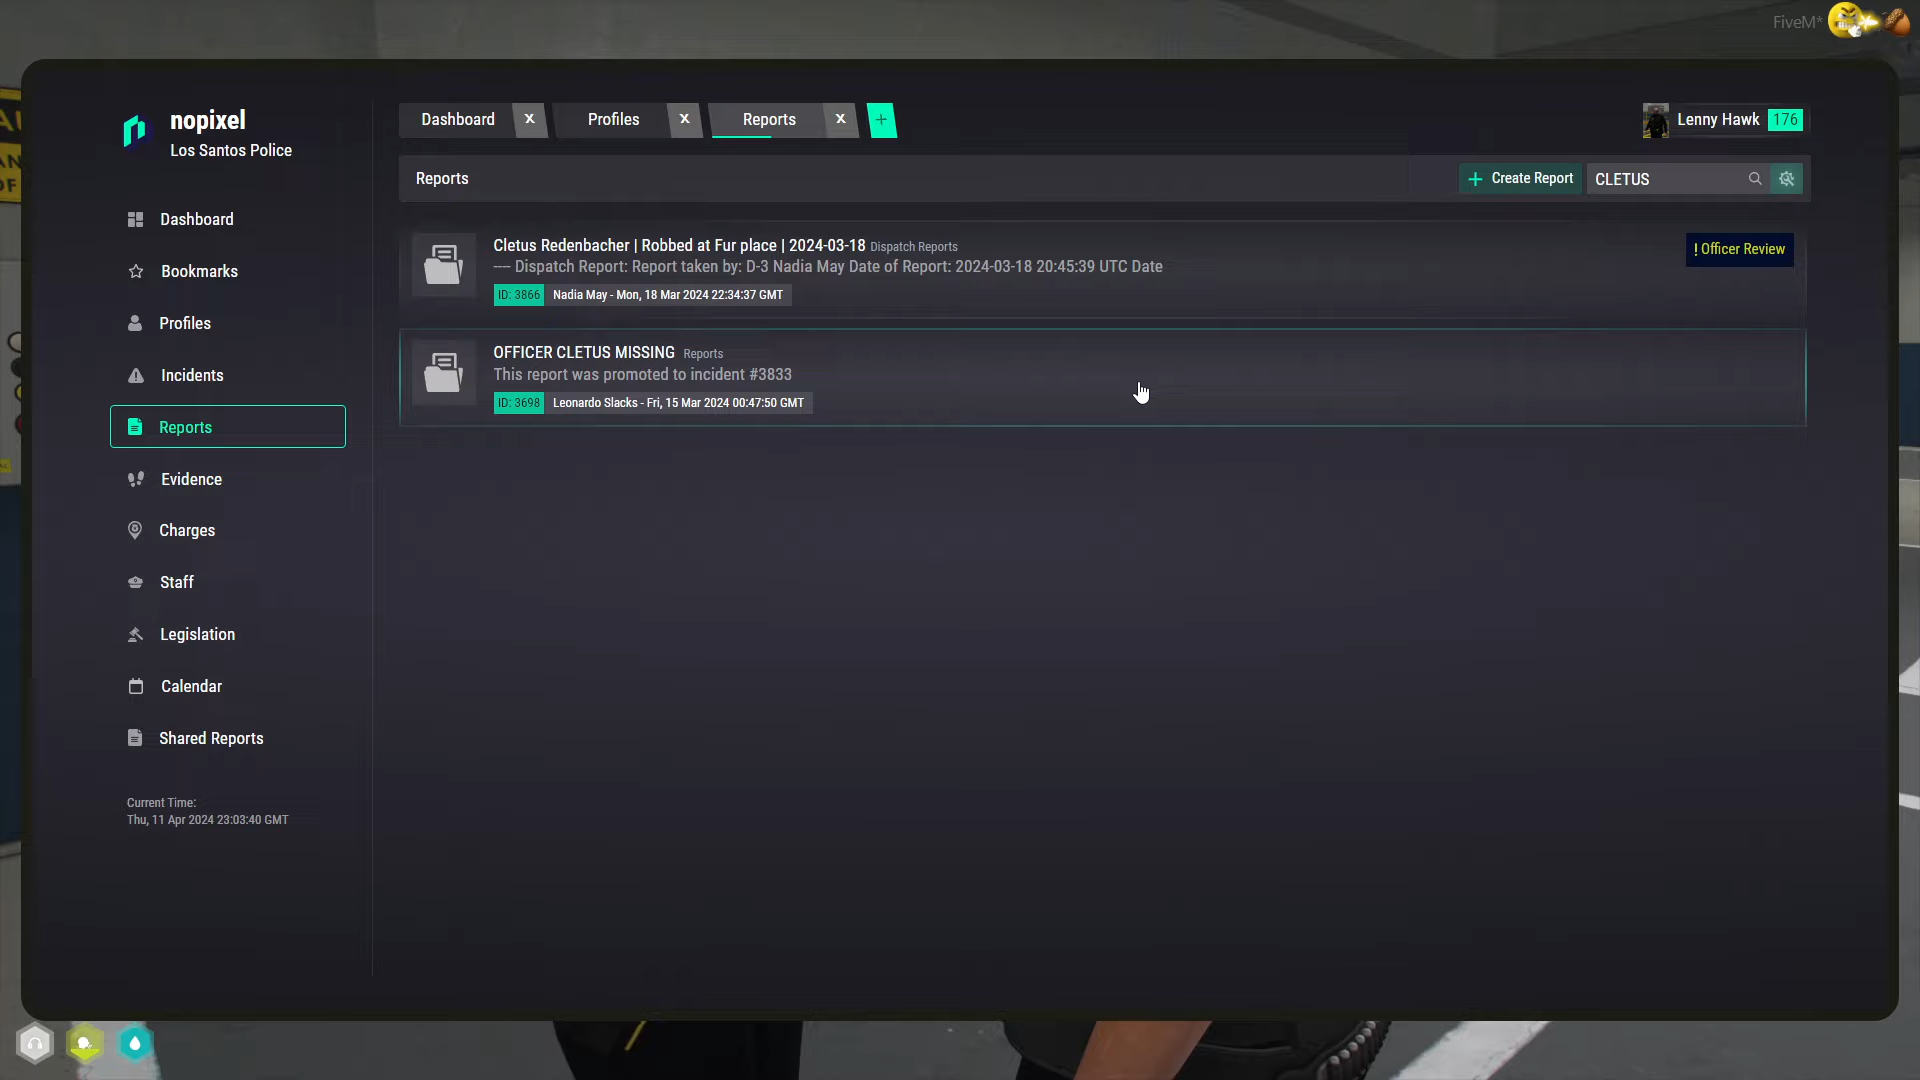 FiveM*
nopixel
Los Santos Police
Dashboard x
Profiles x
Reports x
+
Lenny Hawk 176
Reports
+ Create Report
CLETUS
Dashboard
Bookmarks
Profiles
Incidents
Reports
Evidence
Charges
Staff
Legislation
Calendar
Shared Reports
Current Time:
Thu, 11 Apr 2024 23:03:40 GMT
Cletus Redenbacher | Robbed at Fur place | 2024-03-18 Dispatch Reports
---- Dispatch Report: Report taken by: D-3 Nadia May Date of Report: 2024-03-18 20:45:39 UTC Date
ID: 3866 Nadia May - Mon, 18 Mar 2024 22:34:37 GMT
! Officer Review
OFFICER CLETUS MISSING Reports
This report was promoted to incident #3833
ID: 3698 Leonardo Slacks - Fri, 15 Mar 2024 00:47:50 GMT